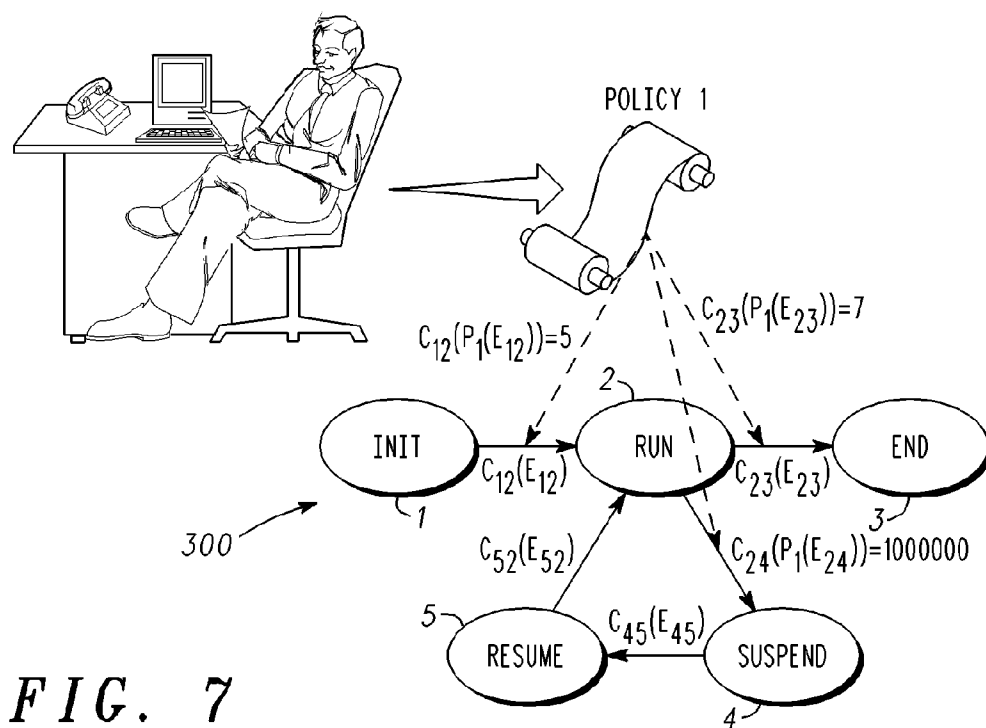 POLICY 1
C₂₃(P₁(E₂₃))=7
C₁₂(P₁(E₁₂))=5
2
INIT
RUN
END
C₁₂(E₁₂)
C₂₃(E₂₃)
1
3
300
C₅₂(E₅₂)
C₂₄(P₁(E₂₄))=1000000
5
C₄₅(E₄₅)
RESUME
SUSPEND
4
FIG. 7